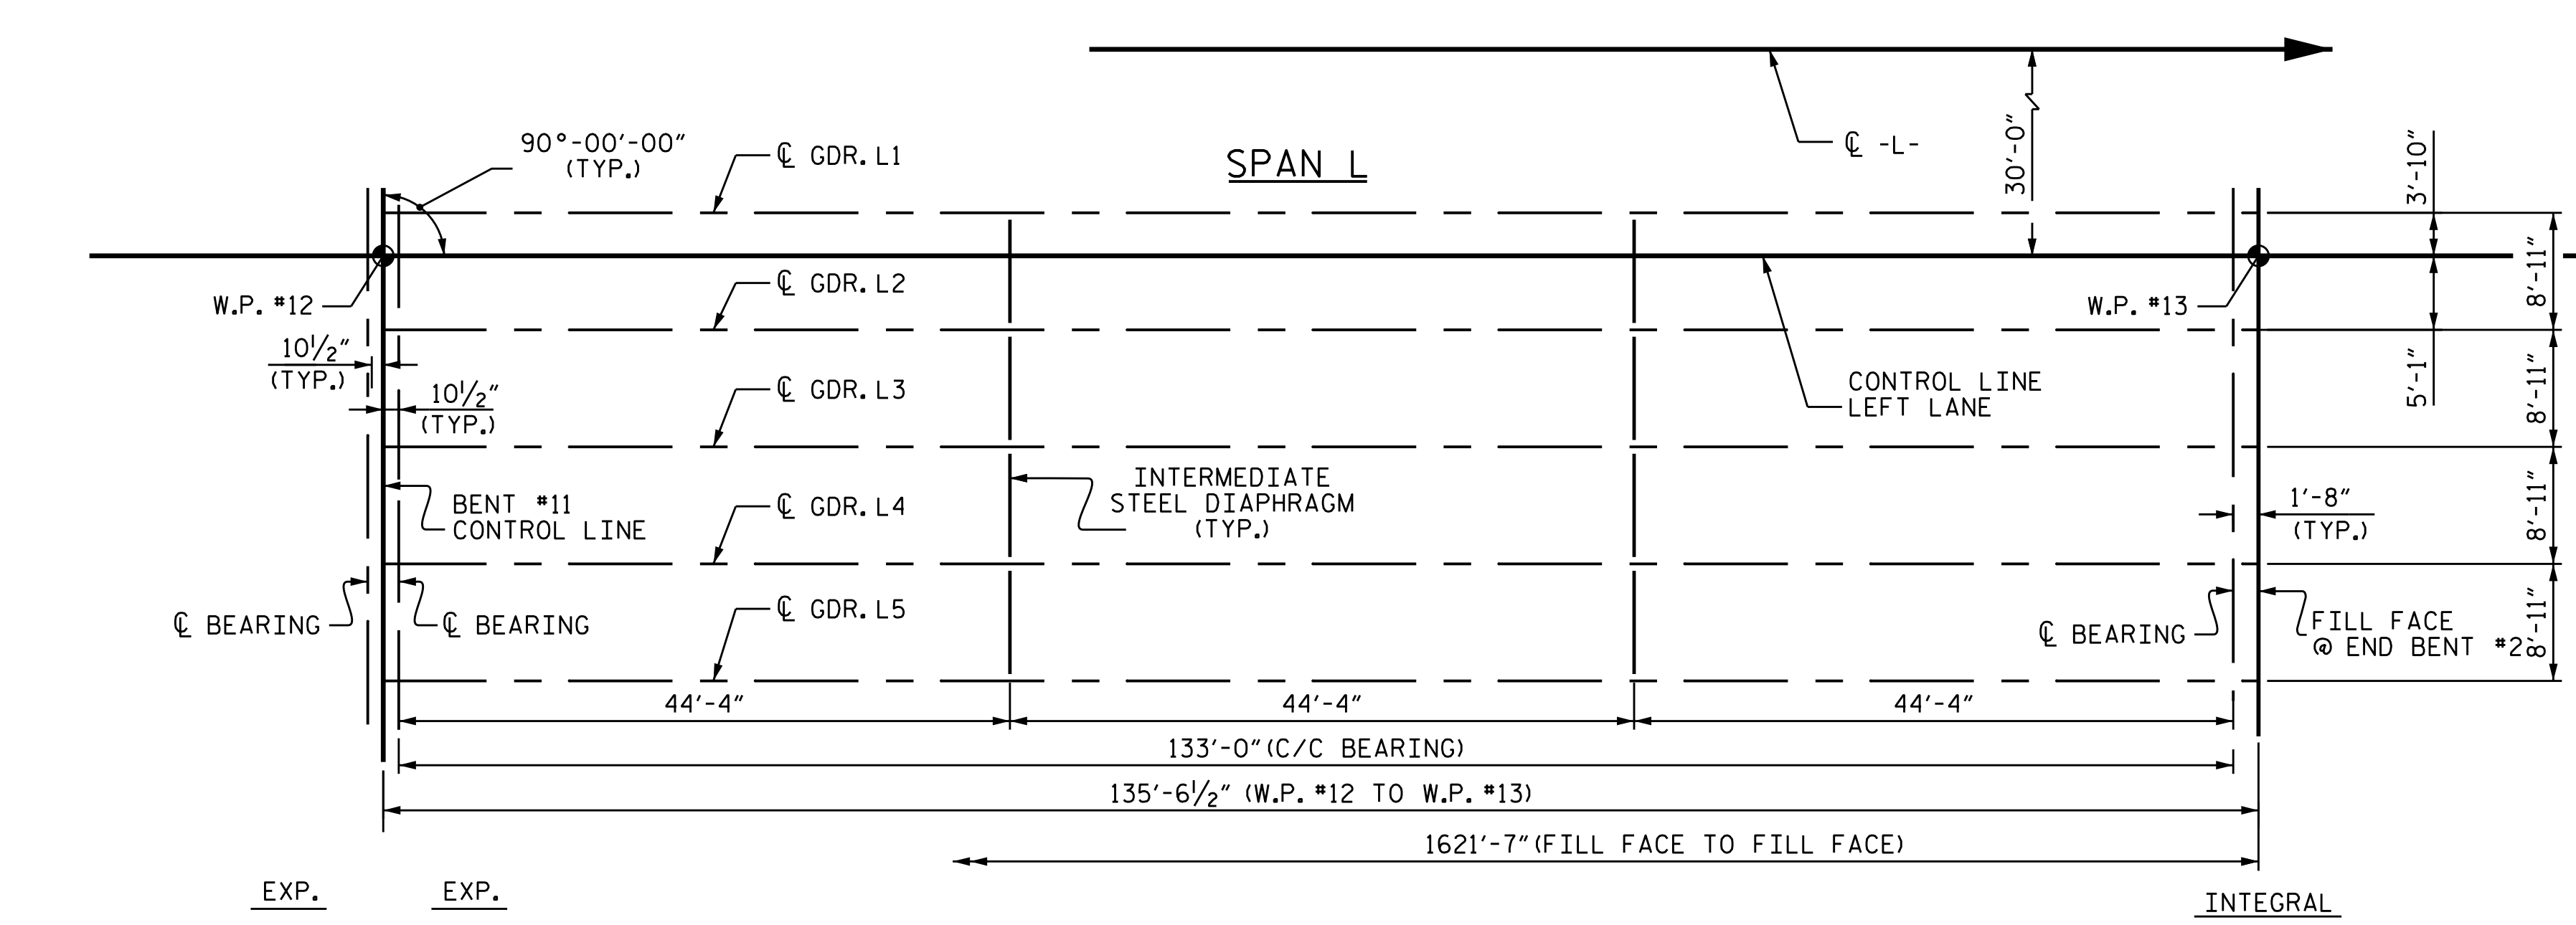 90°-00'-00"
(TYP.)
℄ GDR. L1
SPAN L
℄ -L-
30'-0"
3'-10"
W.P. #12
℄ GDR. L2
W.P. #13
8'-11"
10½"
(TYP.)
10½"
(TYP.)
℄ GDR. L3
CONTROL LINE
LEFT LANE
5'-1"
8'-11"
BENT #11
CONTROL LINE
℄ GDR. L4
INTERMEDIATE
STEEL DIAPHRAGM
(TYP.)
1'-8"
(TYP.)
8'-11"
℄ BEARING
℄ BEARING
℄ GDR. L5
℄ BEARING
FILL FACE
@ END BENT #2
8'-11"
44'-4"
44'-4"
44'-4"
133'-0"(C/C BEARING)
135'-6½" (W.P. #12 TO W.P. #13)
1621'-7"(FILL FACE TO FILL FACE)
EXP.
EXP.
INTEGRAL